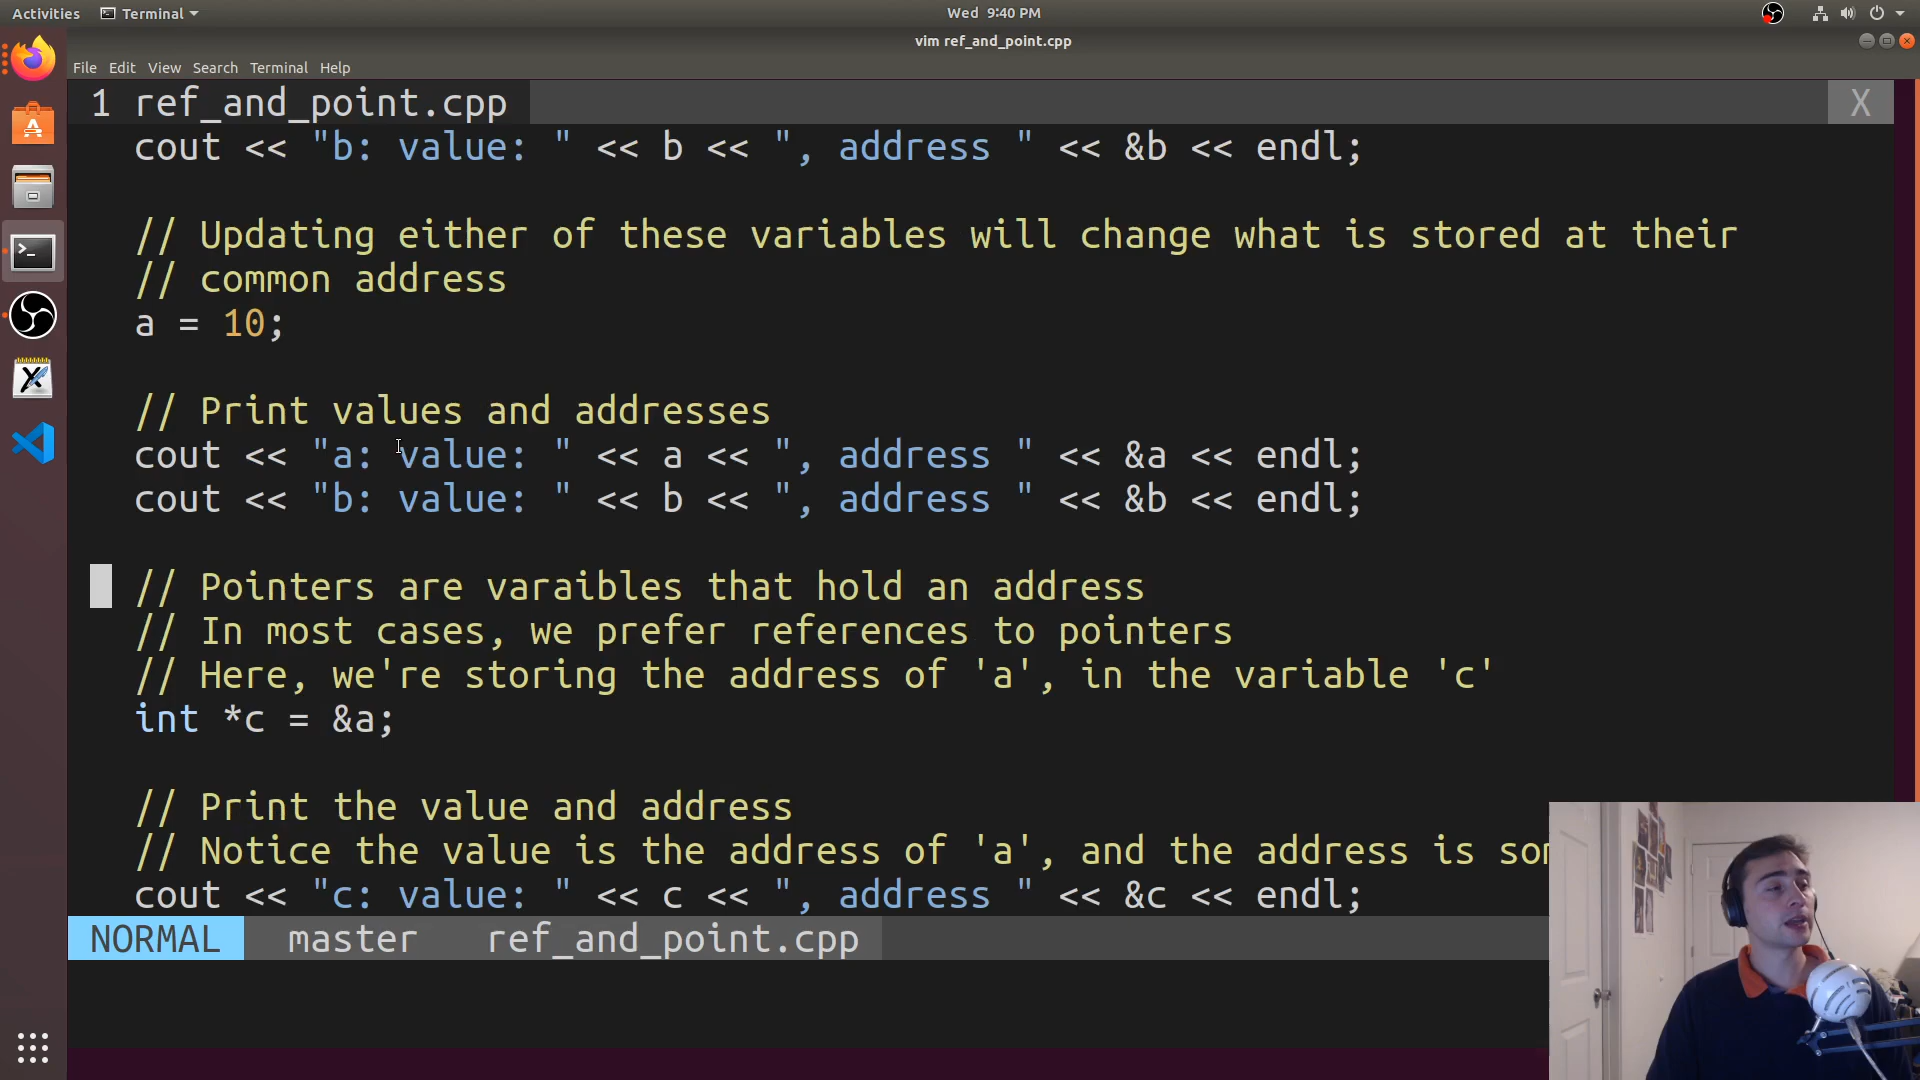 Activities Terminal Wed 9:40 PM
vim ref_and_point.cpp
File Edit View Search Terminal Help
1 ref_and_point.cpp X
cout << "b: value: " << b << ", address " << &b << endl;
// Updating either of these variables will change what is stored at their
// common address
a = 10;
// Print values and addresses
cout << "a: value: " << a << ", address " << &a << endl;
cout << "b: value: " << b << ", address " << &b << endl;
// Pointers are varaibles that hold an address
// In most cases, we prefer references to pointers
// Here, we're storing the address of 'a', in the variable 'c'
int *c = &a;
// Print the value and address
// Notice the value is the address of 'a', and the address is
cout << "c: value: " << c << ", address " << &c << endl;
NORMAL master ref_and_point.cpp